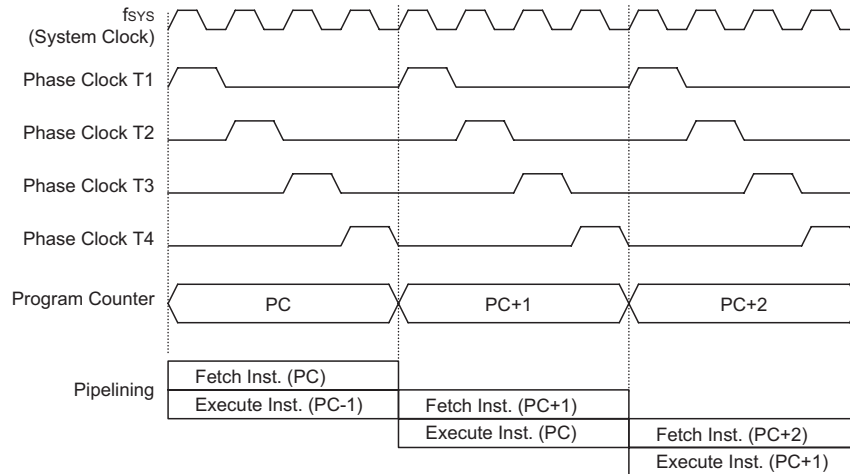 fSYS
(System Clock)
Phase Clock T1
Phase Clock T2
Phase Clock T3
Phase Clock T4
Program Counter
PC
PC+1
PC+2
Pipelining
Fetch Inst. (PC)
Execute Inst. (PC-1)
Fetch Inst. (PC+1)
Execute Inst. (PC)
Fetch Inst. (PC+2)
Execute Inst. (PC+1)